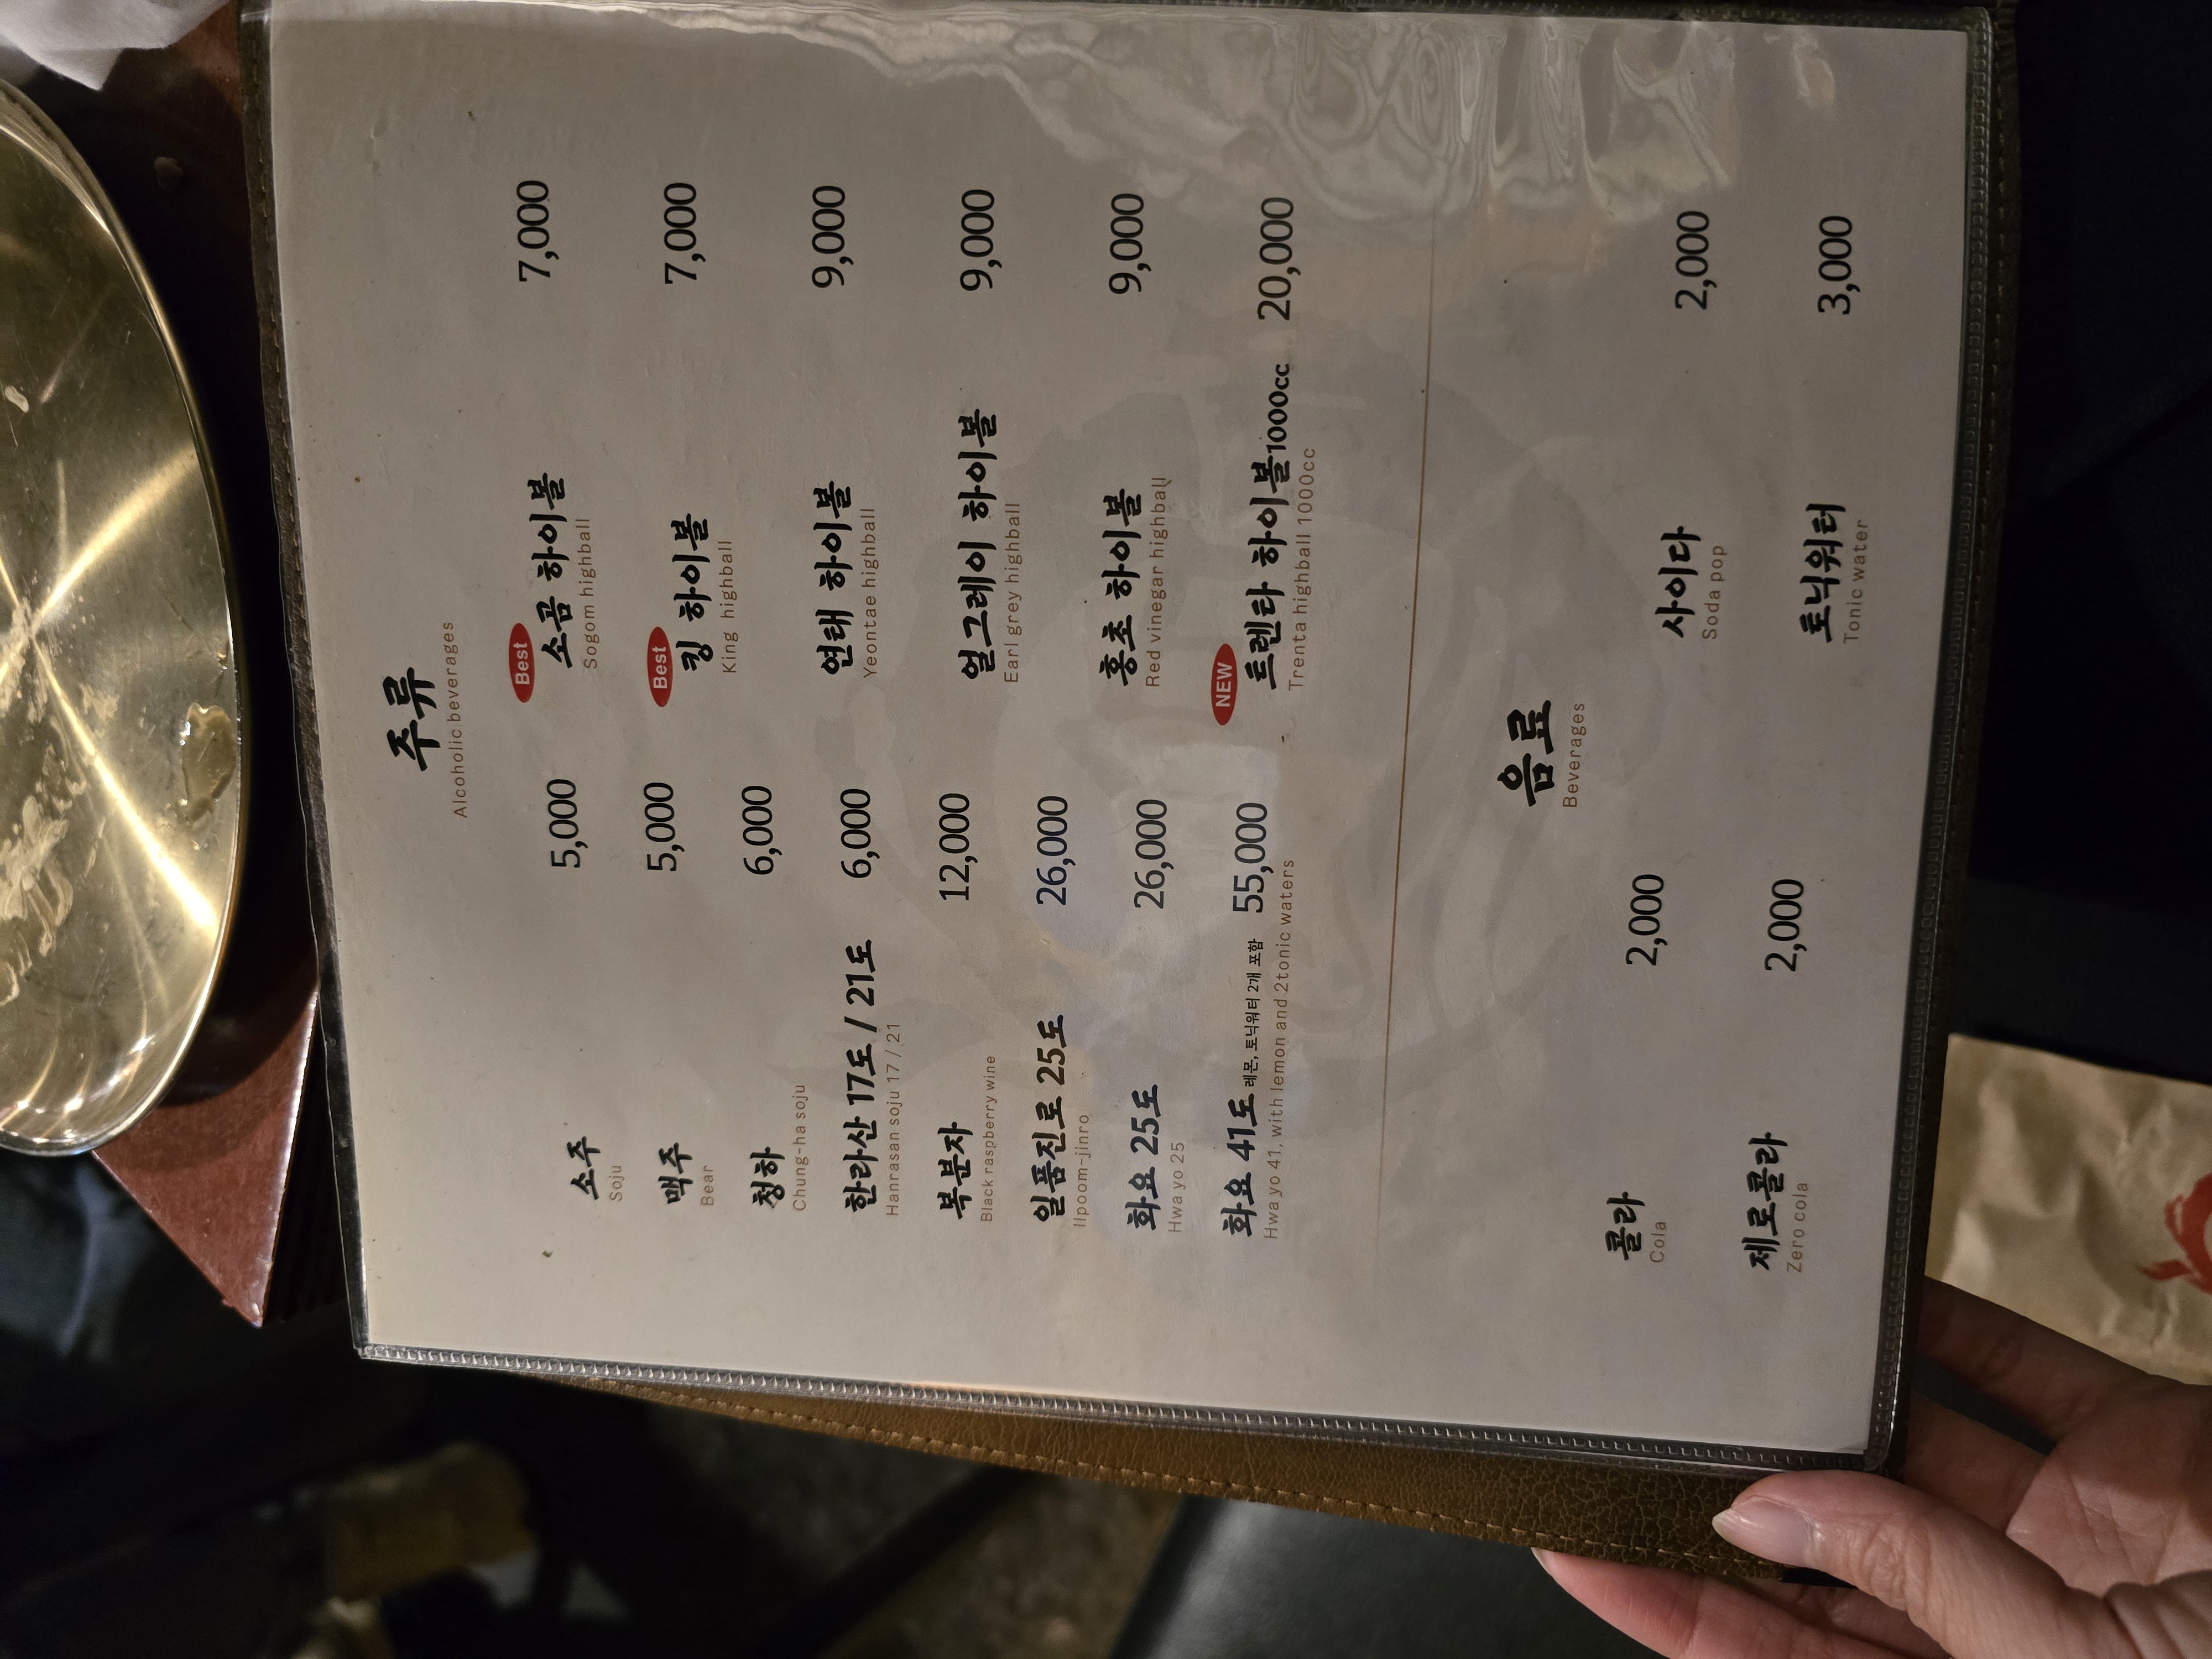 주류
Alcoholic beverages
소주 5,000
Soju
맥주 5,000
Bear
청하 6,000
Chung-ha soju
한라산 17도 / 21도 6,000
Hanrasan soju 17 / 21
복분자 12,000
Black raspberry wine
일품진로 25도 26,000
Ilpoom-jinro
화요 25도 26,000
Hwa yo 25
화요 41도 레몬, 토닉워터 2개 포함 55,000
Hwa yo 41, with lemon and 2tonic waters
Best
소곰 하이볼 7,000
Sogom highball
Best
킹 하이볼 7,000
King highball
연태 하이볼 9,000
Yeontae highball
얼그레이 하이볼 9,000
Earl grey highball
홍초 하이볼 9,000
Red vinegar highball
NEW
트렌타 하이볼1000cc 20,000
Trenta highball 1000cc
음료
Beverages
콜라 2,000
Cola
제로콜라 2,000
Zero cola
사이다 2,000
Soda pop
토닉워터 3,000
Tonic water